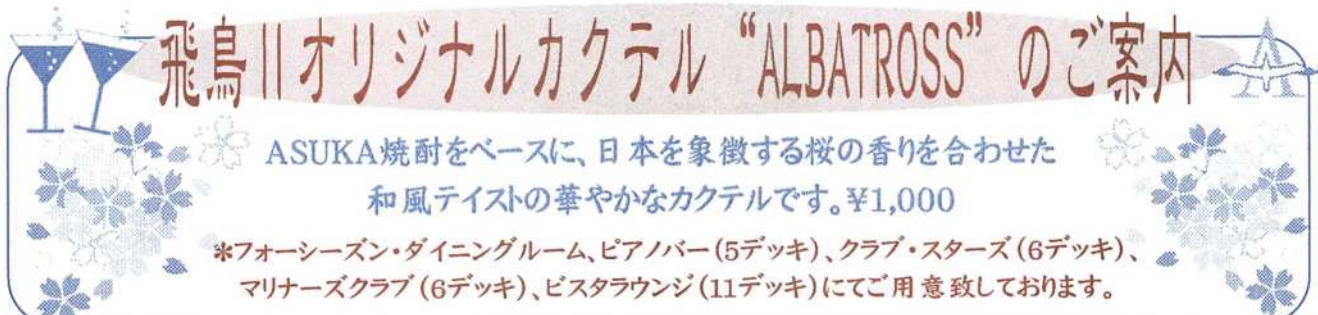 飛鳥IIオリジナルカクテル“ALBATROSS”のご案内
ASUKA焼酎をベースに、日本を象徴する桜の香りを合わせた
和風テイストの華やかなカクテルです。¥1,000
*フォーシーズン・ダイニングルーム、ピアノバー(5デッキ)、クラブ・スターズ(6デッキ)、
マリナーズクラブ(6デッキ)、ビスタラウンジ(11デッキ)にてご用意致しております。